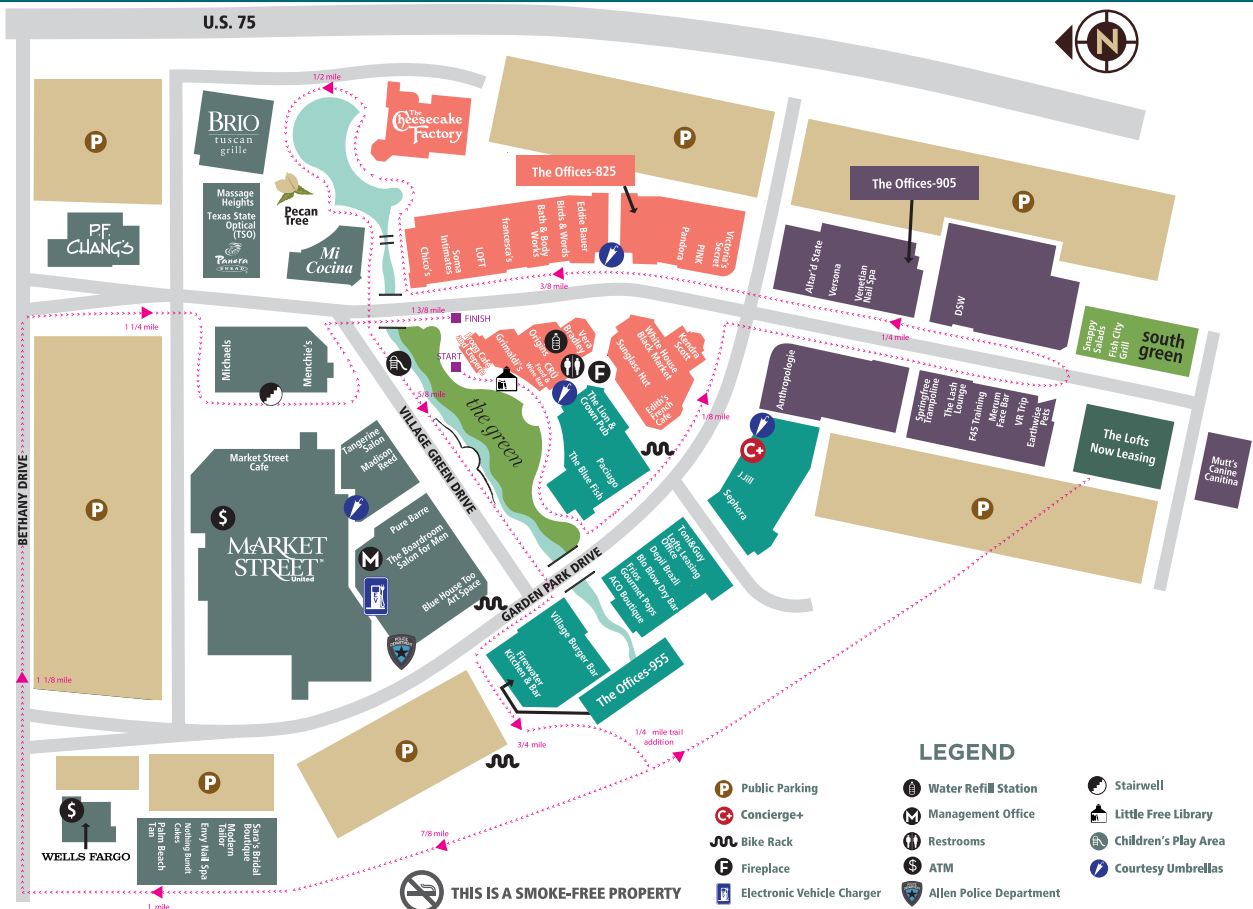 U.S. 75
N
1/2 mile
P
BRIO
tuscan
grille
The
Cheesecake
Factory
P
The Offices-825
The Offices-905
P
Massage
Heights
Texas State
Optical
(TSO)
Panera
BREAD
Pecan
Tree
P.F.
CHANG'S
Mi
Cocina
Chico's
Soma
Intimates
LOFT
francesca's
Bath & Body
Works
Birds & Words
Eddie Bauer
Pandora
PINK
Victoria's
Secret
3/8 mile
Altar'd State
Versona
Venetian
Nail Spa
DSW
1/4 mile
Snappy
Salads
Fish City
Grill
south
green
1 1/4 mile
1 3/8 mile
FINISH
START
Michaels
Menchie's
Grimaldi's
Origins
CRÚ
Food &
Wine Bar
Vera
Bradley
F
Sunglass Hut
White House
Black Market
Kendra
Scott
Edith's
French
Cafe
The Lion &
Crown Pub
Paciugo
The Blue Fish
5/8 mile
the green
VILLAGE GREEN DRIVE
1/8 mile
Anthropologie
Springfree
Trampoline
The Lash
Lounge
F45 Training
Merum
Face Bar
VR Trip
Earthwise
Pets
The Lofts
Now Leasing
Mutt's
Canine
Canitina
C+
J.Jill
Sephora
P
BETHANY DRIVE
P
Market Street
Cafe
$
MARKET
STREET
United
Tangerine
Salon
Madison
Reed
Pure Barre
The Boardroom
Salon for Men
M
Blue House Too
Art Space
POLICE
DEPARTMENT
GARDEN PARK DRIVE
Toni&Guy
Lofts Leasing
Office
Depil Brazil
Blo Blow Dry Bar
Frios
Gourmet Pops
ACO Boutique
Village Burger Bar
Firewater
Kitchen & Bar
The Offices-955
1 1/8 mile
3/4 mile
1/4 mile trail
addition
P
P
$
WELLS FARGO
Palm Beach
Tan
Nothing Bundt
Cakes
Envy Nail Spa
Modern
Tailor
Sara's Bridal
Boutique
7/8 mile
1 mile
THIS IS A SMOKE-FREE PROPERTY
LEGEND
P Public Parking
C+ Concierge+
Bike Rack
F Fireplace
Electronic Vehicle Charger
Water Refill Station
M Management Office
Restrooms
$ ATM
Allen Police Department
Stairwell
Little Free Library
Children's Play Area
Courtesy Umbrellas